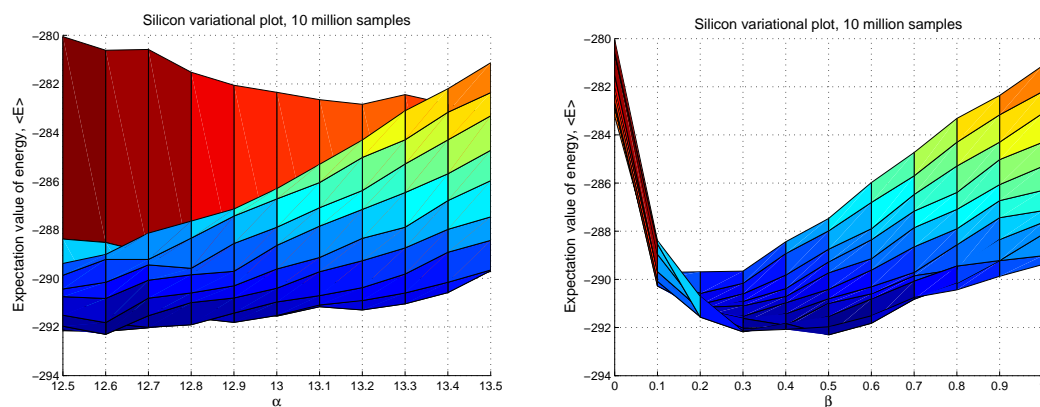 Silicon variational plot, 10 million samples
Expectation value of energy, <E>
−280
−282
−284
−286
−288
−290
−292
−294
12.5 12.6 12.7 12.8 12.9 13 13.1 13.2 13.3 13.4 13.5
α
Silicon variational plot, 10 million samples
Expectation value of energy, <E>
−280
−282
−284
−286
−288
−290
−292
−294
0 0.1 0.2 0.3 0.4 0.5 0.6 0.7 0.8 0.9
β